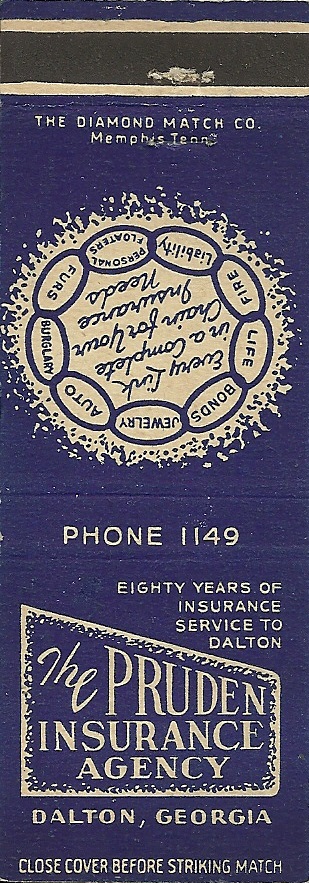 THE DIAMOND MATCH CO.
Memphis Tenn.
Every Link
in a Complete
Chain for Your
Insurance
Needs
Liability
FIRE
LIFE
BONDS
JEWELRY
AUTO
BURGLARY
FURS
PERSONAL
FLOATERS
PHONE 1149
EIGHTY YEARS OF
INSURANCE
SERVICE TO
DALTON
The PRUDEN
INSURANCE
AGENCY
DALTON, GEORGIA
CLOSE COVER BEFORE STRIKING MATCH